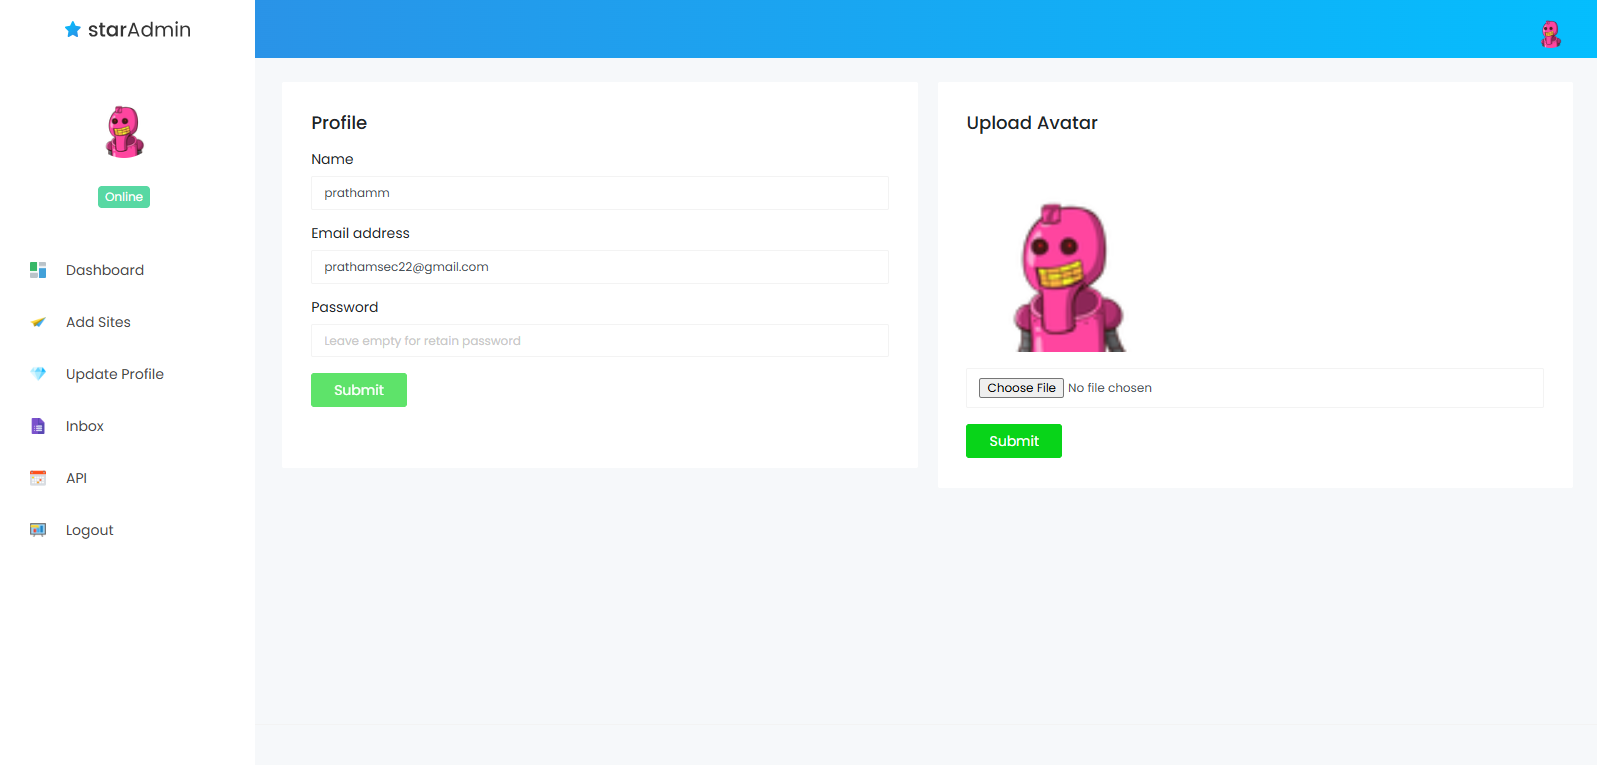 starAdmin
Online
Dashboard
Add Sites
Update Profile
Inbox
API
Logout
Profile
Name
prathamm
Email address
prathamsec22@gmail.com
Password
Leave empty for retain password
Submit
Upload Avatar
Choose File No file chosen
Submit